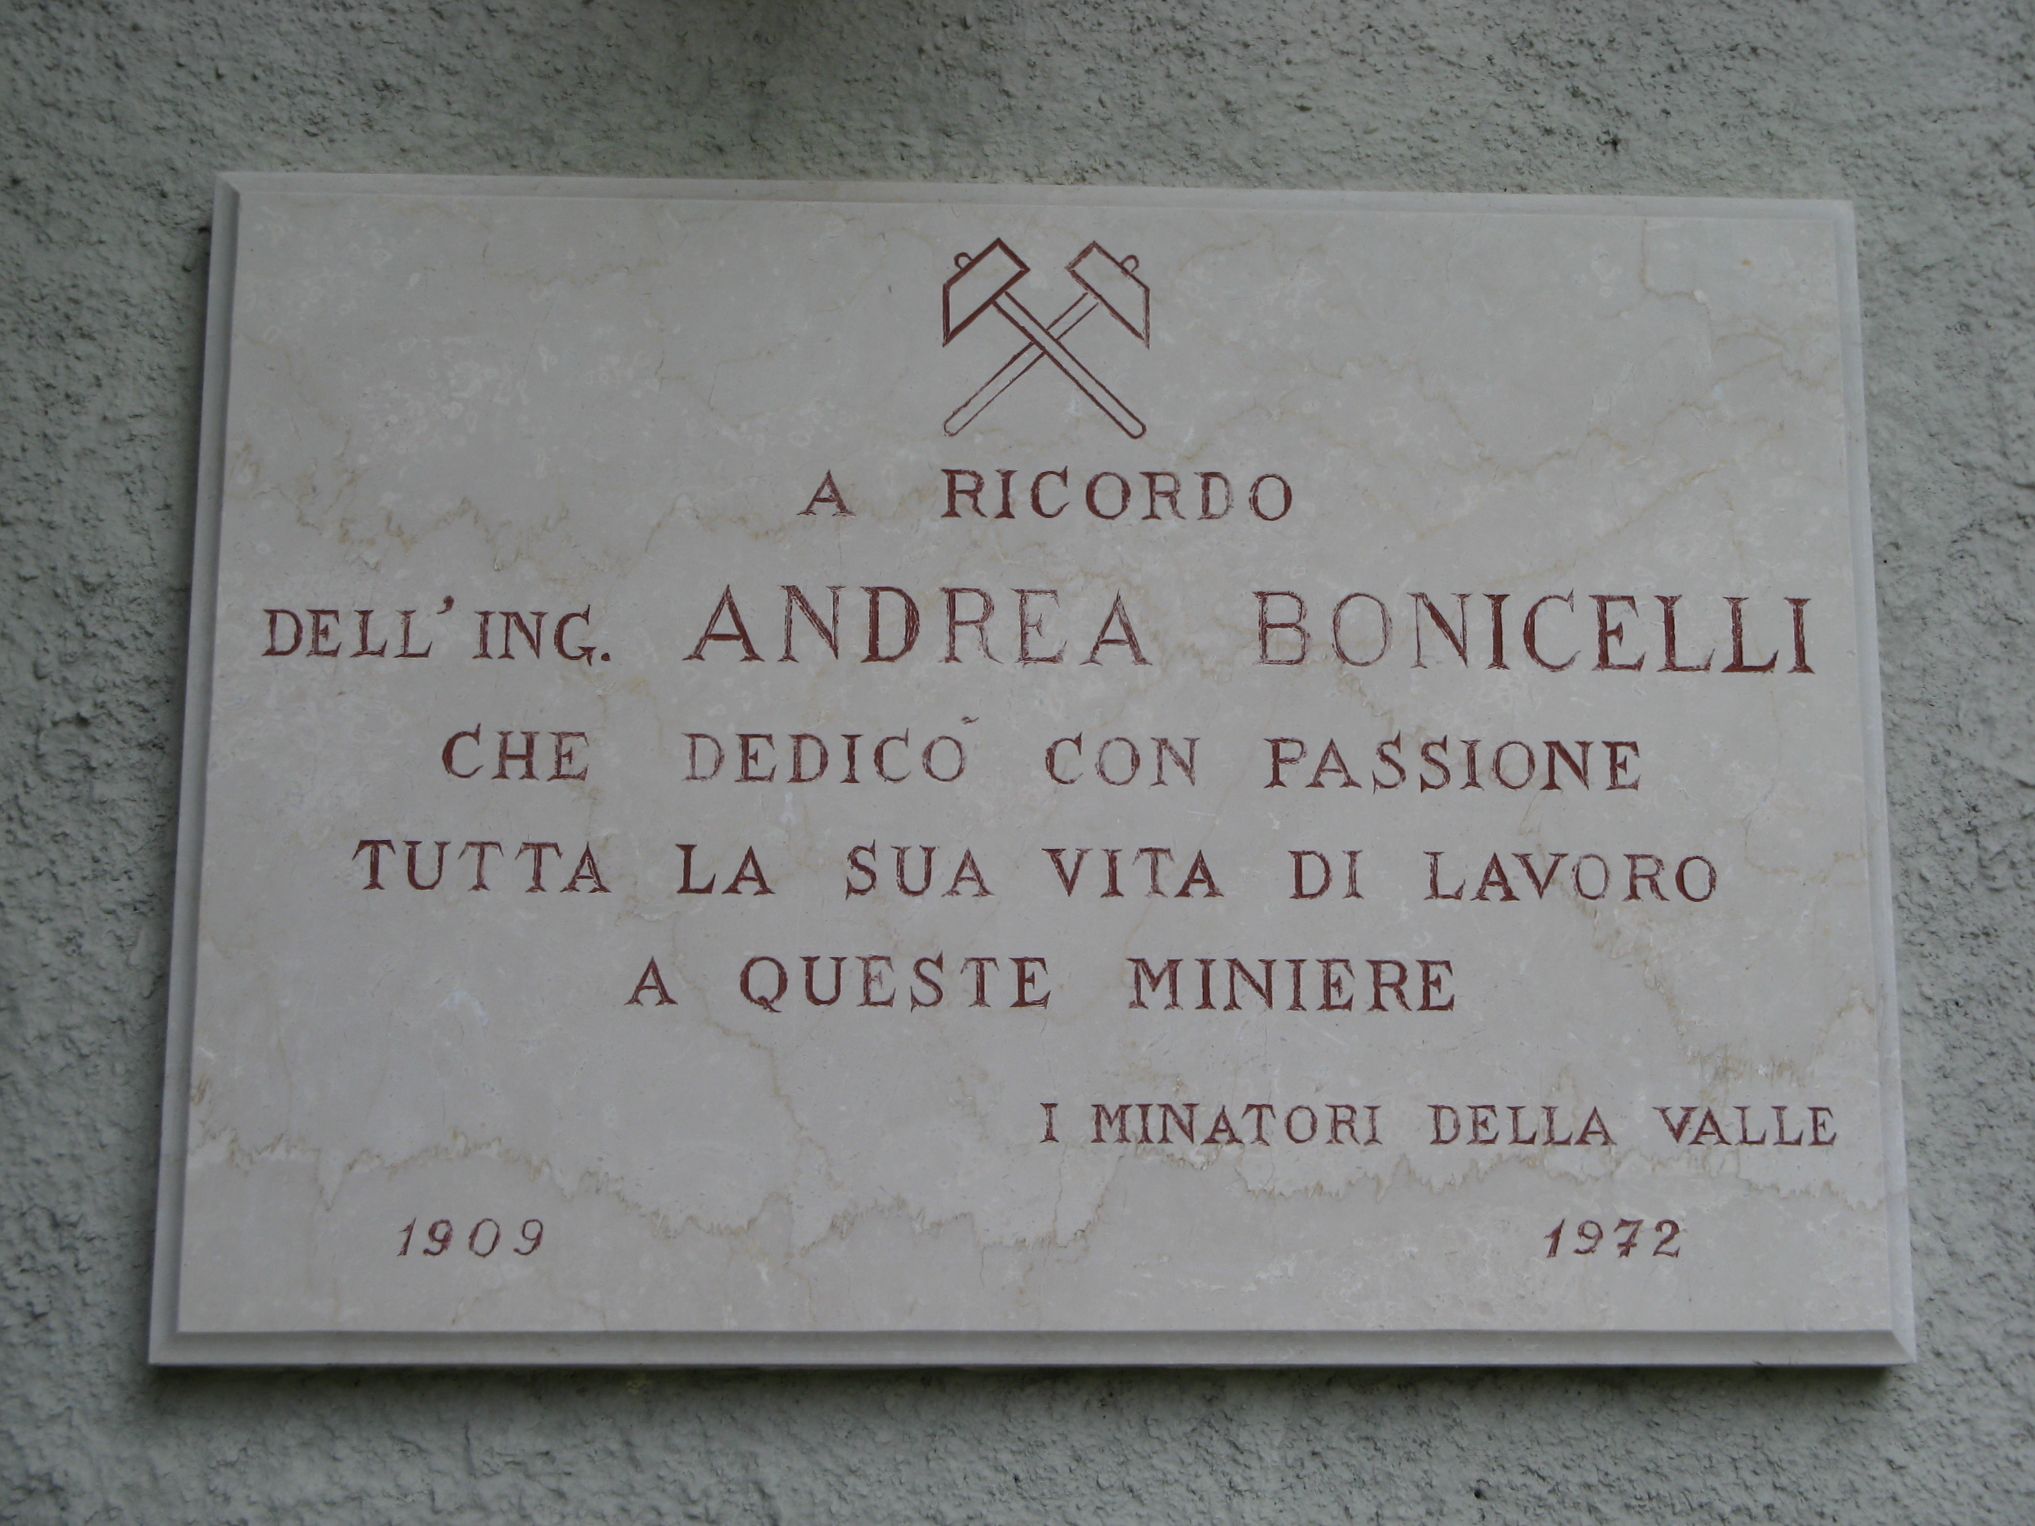 A RICORDO
DELL'ING. ANDREA BONICELLI
CHE DEDICÒ CON PASSIONE
TUTTA LA SUA VITA DI LAVORO
A QUESTE MINIERE
I MINATORI DELLA VALLE
1909 1972